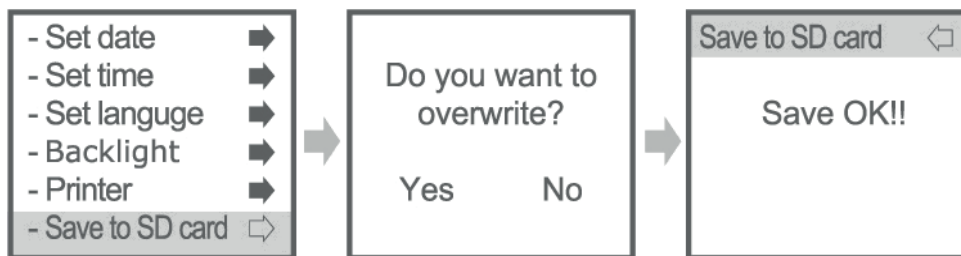 - Set date
- Set time
- Set languge
- Backlight
- Printer
- Save to SD card
Do you want to
overwrite?
Yes No
Save to SD card
Save OK!!